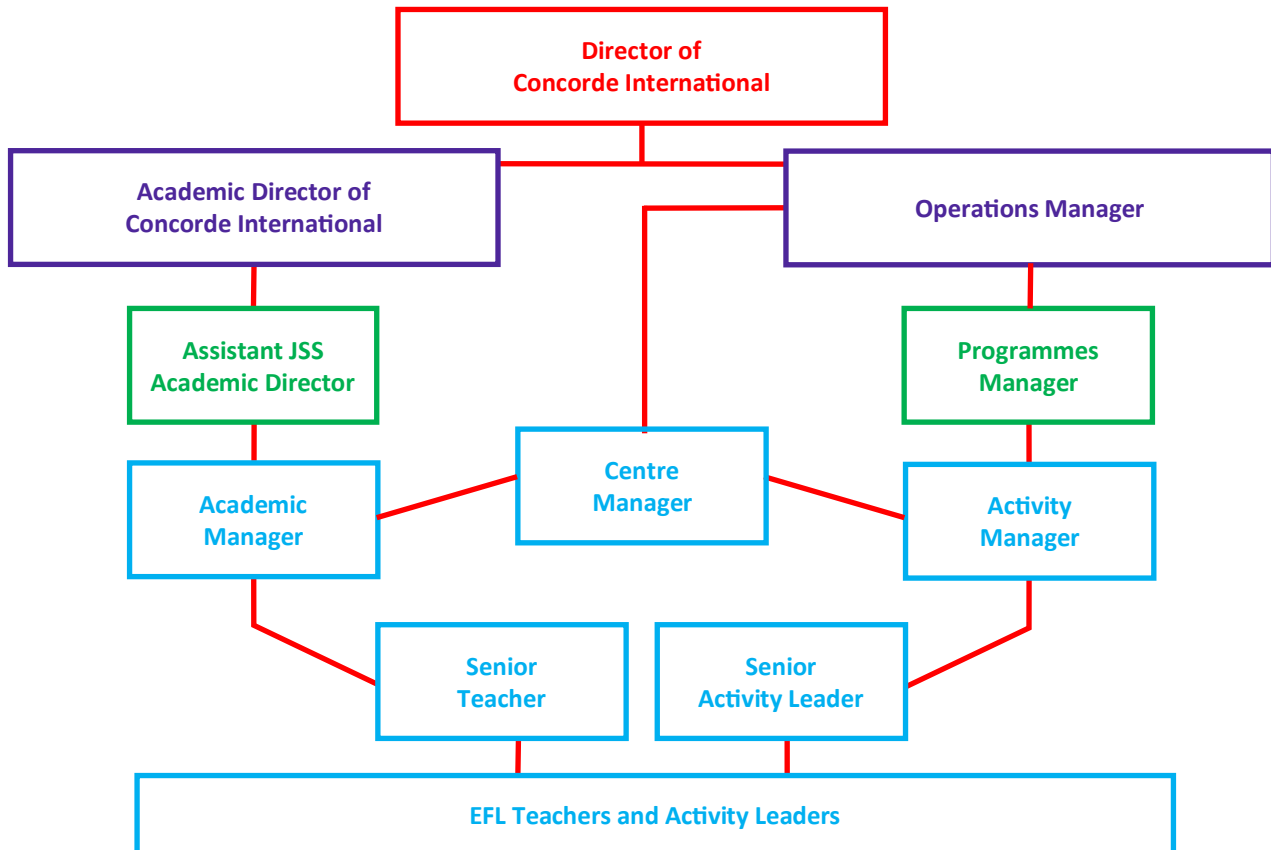 Director of
Concorde International
Academic Director of
Concorde International
Operations Manager
Assistant JSS
Academic Director
Programmes
Manager
Centre
Manager
Academic
Manager
Activity
Manager
Senior
Teacher
Senior
Activity Leader
EFL Teachers and Activity Leaders